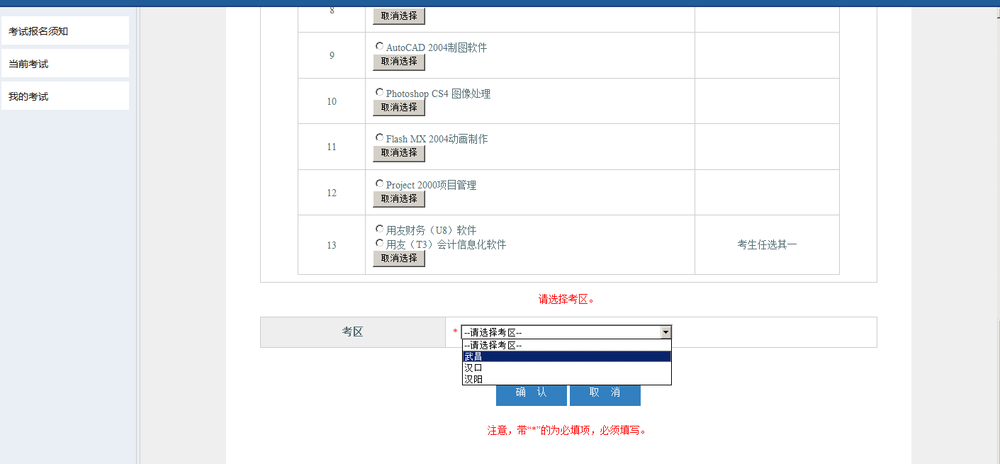 考试报名须知
当前考试
我的考试
8
取消选择
9
AutoCAD 2004制图软件
取消选择
10
Photoshop CS4 图像处理
取消选择
11
Flash MX 2004动画制作
取消选择
12
Project 2000项目管理
取消选择
13
用友财务（U8）软件
用友（T3）会计信息化软件
取消选择
考生任选其一
请选择考区。
考区
* --请选择考区--
--请选择考区--
武昌
汉口
汉阳
确 认
取 消
注意，带“*”的为必填项，必须填写。